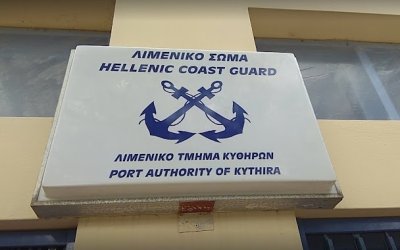 ΛΙΜΕΝΙΚΟ ΣΩΜΑ
HELLENIC COAST GUARD
ΛΙΜΕΝΙΚΟ ΤΜΗΜΑ ΚΥΘΗΡΩΝ
PORT AUTHORITY OF KYTHIRA